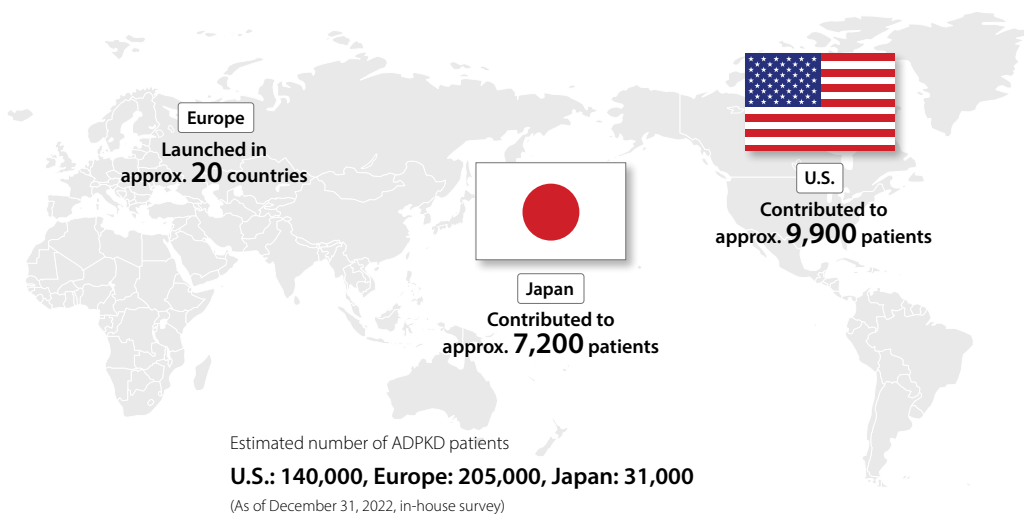 Europe
Launched in
approx. 20 countries
Japan
Contributed to
approx. 7,200 patients
U.S.
Contributed to
approx. 9,900 patients
Estimated number of ADPKD patients
U.S.: 140,000, Europe: 205,000, Japan: 31,000
(As of December 31, 2022, in-house survey)